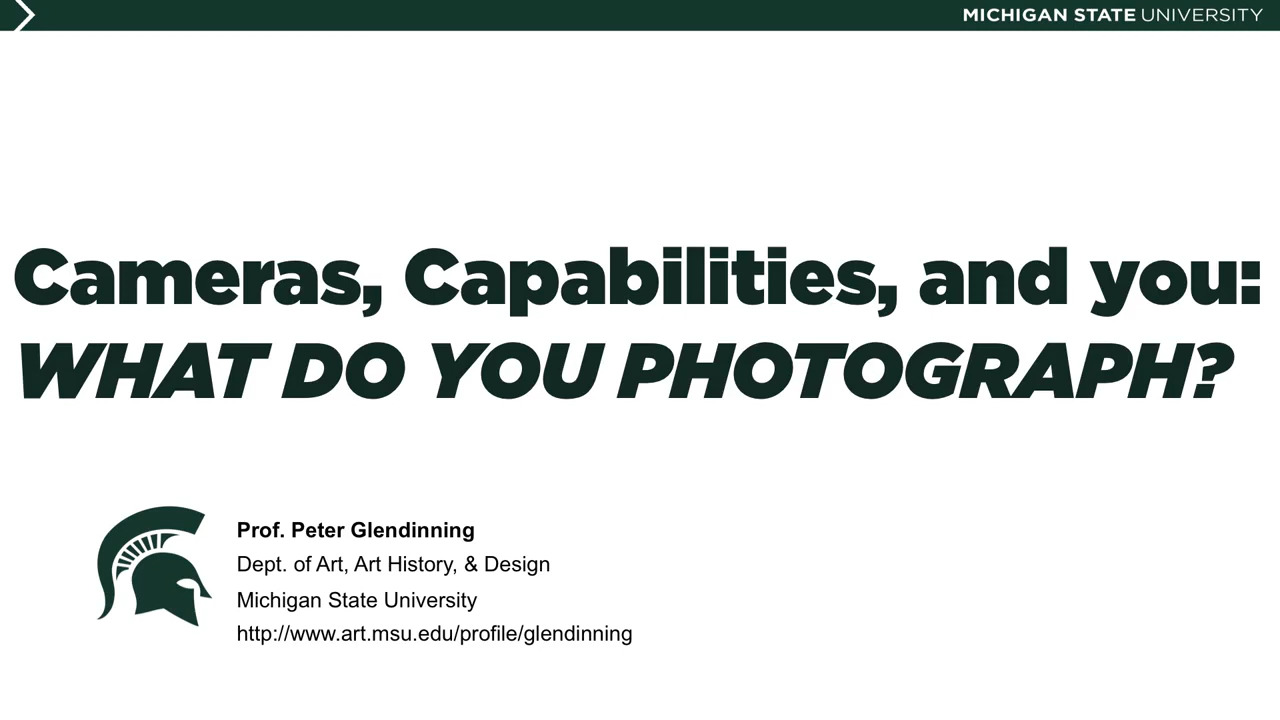 MICHIGAN STATE UNIVERSITY
Cameras, Capabilities, and you:
WHAT DO YOU PHOTOGRAPH?
Prof. Peter Glendinning
Dept. of Art, Art History, & Design
Michigan State University
http://www.art.msu.edu/profile/glendinning